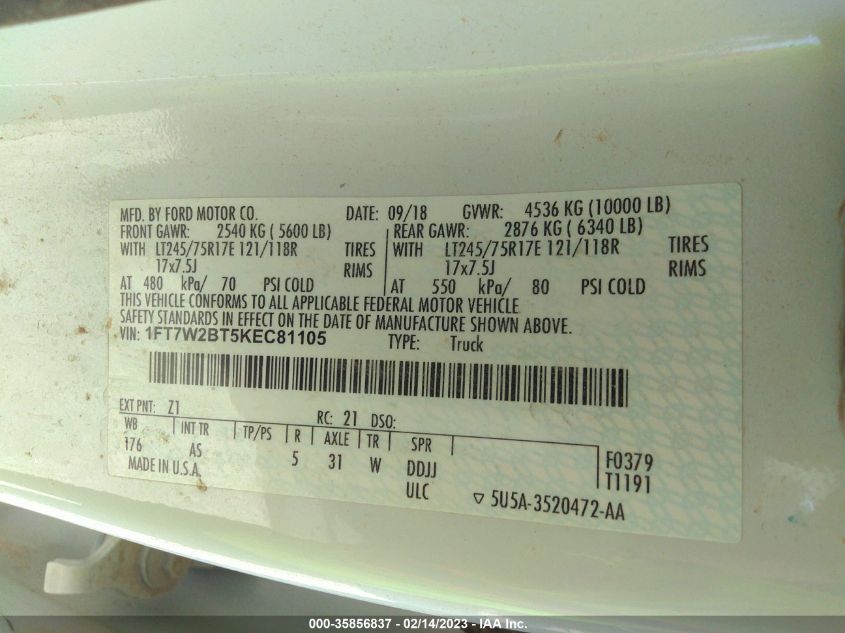 MFD. BY FORD MOTOR CO. DATE: 09/18 GVWR: 4536 KG (10000 LB)
FRONT GAWR: 2540 KG ( 5600 LB) REAR GAWR: 2876 KG ( 6340 LB)
WITH LT245/75R17E 121/118R TIRES WITH LT245/75R17E 121/118R TIRES
17x7.5J RIMS 17x7.5J RIMS
AT 480 kPa/ 70 PSI COLD AT 550 kPa/ 80 PSI COLD
THIS VEHICLE CONFORMS TO ALL APPLICABLE FEDERAL MOTOR VEHICLE
SAFETY STANDARDS IN EFFECT ON THE DATE OF MANUFACTURE SHOWN ABOVE.
VIN: 1FT7W2BT5KEC81105 TYPE: Truck
EXT PNT: Z1 RC: 21 DSO:
WB INT TR TP/PS R AXLE TR SPR
176 AS 5 31 W DDJJ F0379
MADE IN U.S.A. ULC T1191
▽ 5U5A-3520472-AA
000-35856837 - 02/14/2023 - IAA Inc.